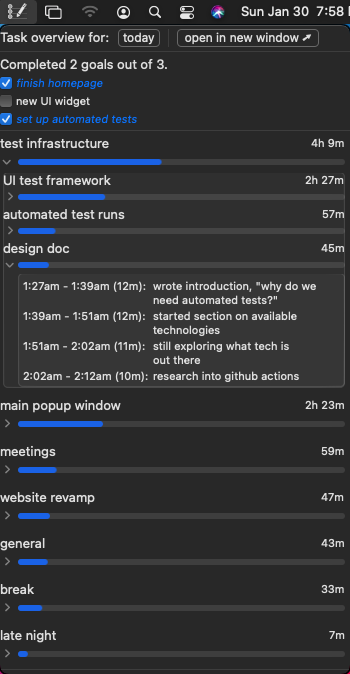 Sun Jan 30 7:58
Task overview for: today open in new window ↗
Completed 2 goals out of 3.
finish homepage
new UI widget
set up automated tests
test infrastructure 4h 9m
UI test framework 2h 27m
automated test runs 57m
design doc 45m
1:27am - 1:39am (12m): wrote introduction, "why do we
need automated tests?"
1:39am - 1:51am (12m): started section on available
technologies
1:51am - 2:02am (11m): still exploring what tech is
out there
2:02am - 2:12am (10m): research into github actions
main popup window 2h 23m
meetings 59m
website revamp 47m
general 43m
break 33m
late night 7m